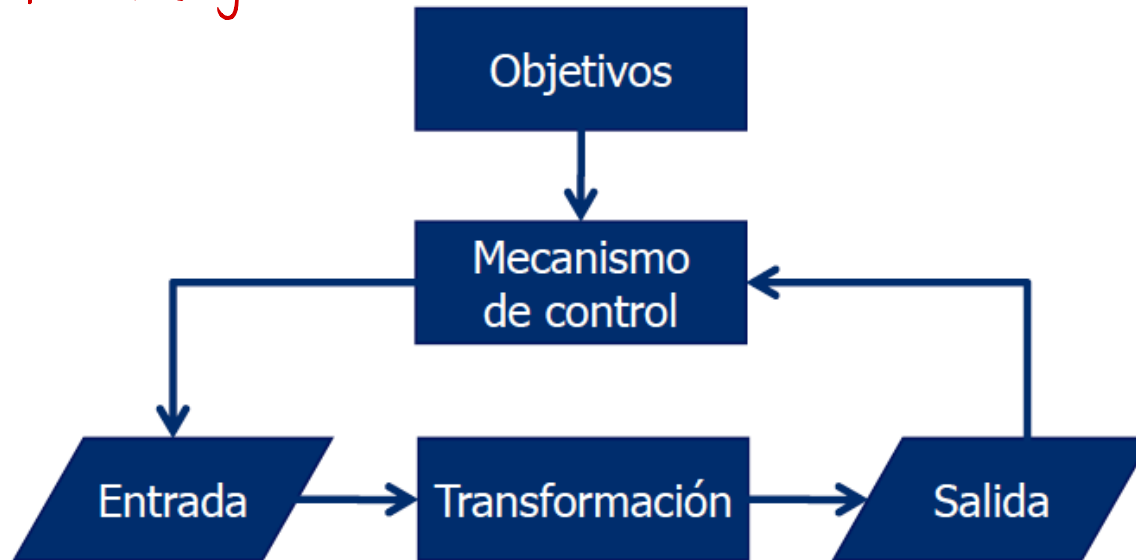 Objetivos
Mecanismo
de control
Entrada
Transformación
Salida